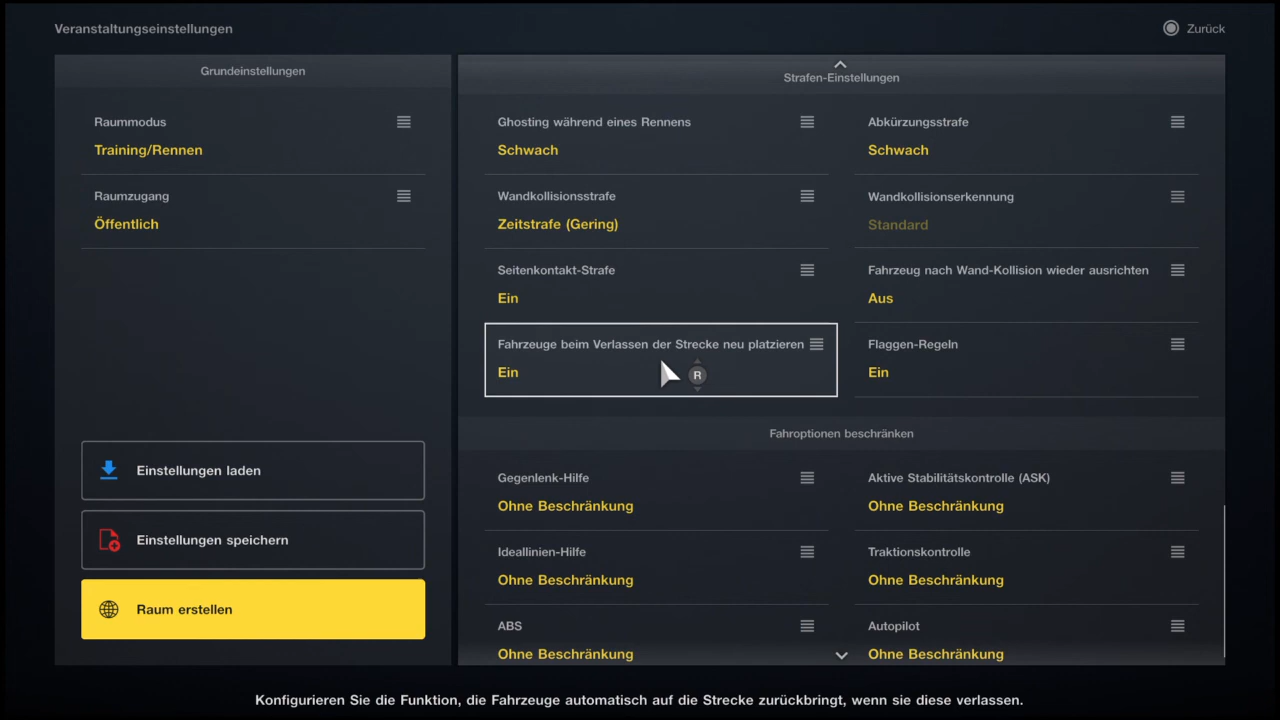 Veranstaltungseinstellungen
Zurück
Grundeinstellungen
Raummodus
Training/Rennen
Raumzugang
Öffentlich
Einstellungen laden
Einstellungen speichern
Raum erstellen
Strafen-Einstellungen
Ghosting während eines Rennens
Schwach
Abkürzungsstrafe
Schwach
Wandkollisionsstrafe
Zeitstrafe (Gering)
Wandkollisionserkennung
Standard
Seitenkontakt-Strafe
Ein
Fahrzeug nach Wand-Kollision wieder ausrichten
Aus
Fahrzeuge beim Verlassen der Strecke neu platzieren
Ein
R
Flaggen-Regeln
Ein
Fahroptionen beschränken
Gegenlenk-Hilfe
Ohne Beschränkung
Aktive Stabilitätskontrolle (ASK)
Ohne Beschränkung
Ideallinien-Hilfe
Ohne Beschränkung
Traktionskontrolle
Ohne Beschränkung
ABS
Ohne Beschränkung
Autopilot
Ohne Beschränkung
Konfigurieren Sie die Funktion, die Fahrzeuge automatisch auf die Strecke zurückbringt, wenn sie diese verlassen.